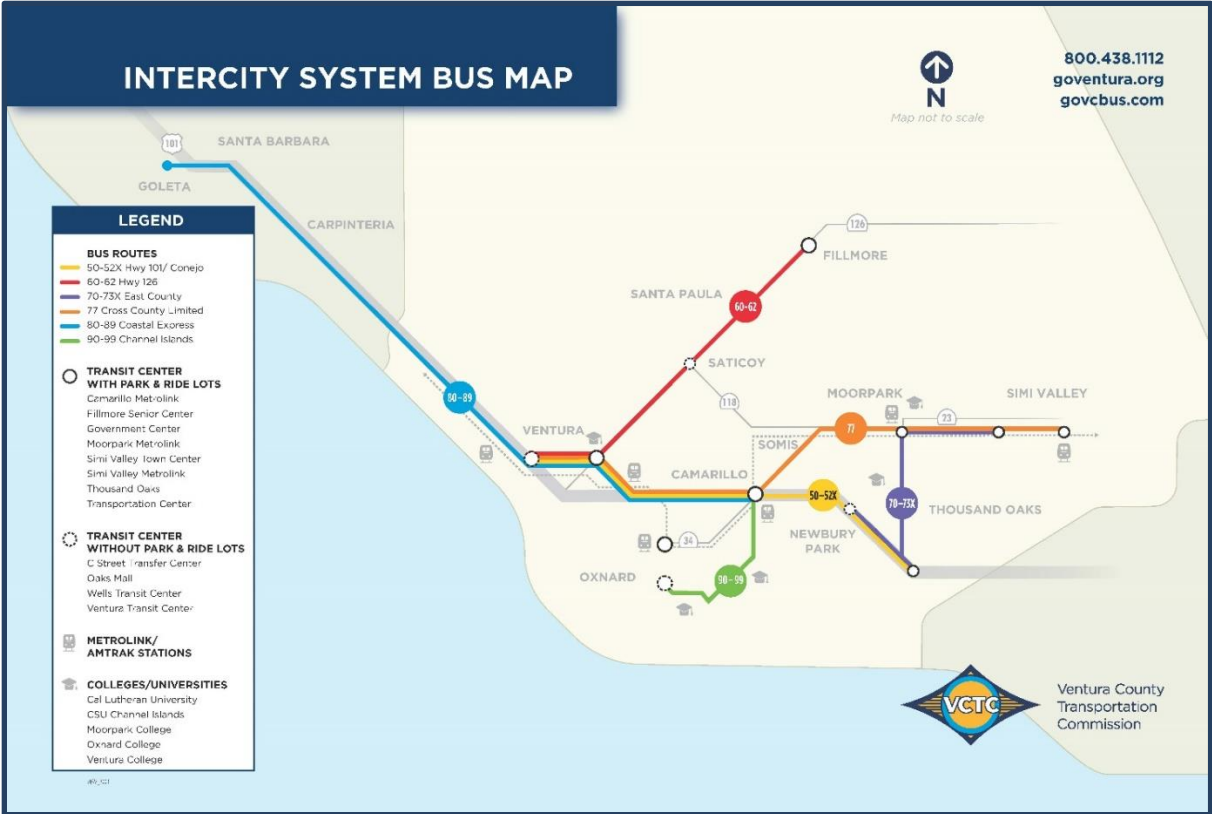 INTERCITY SYSTEM BUS MAP
N
Map not to scale
800.438.1112
goventura.org
govcbus.com
101
SANTA BARBARA
GOLETA
CARPINTERIA
126
FILLMORE
SANTA PAULA
60-62
SATICOY
118
80-89
VENTURA
MOORPARK
SIMI VALLEY
23
77
SOMIS
CAMARILLO
50-52X
70-73X
THOUSAND OAKS
NEWBURY
PARK
34
OXNARD
90-99
LEGEND
BUS ROUTES
50-52X Hwy 101/ Conejo
60-62 Hwy 126
70-73X East County
77 Cross County Limited
80-89 Coastal Express
90-99 Channel Islands
TRANSIT CENTER
WITH PARK & RIDE LOTS
Camarillo Metrolink
Fillmore Senior Center
Government Center
Moorpark Metrolink
Simi Valley Town Center
Simi Valley Metrolink
Thousand Oaks
Transportation Center
TRANSIT CENTER
WITHOUT PARK & RIDE LOTS
C Street Transfer Center
Oaks Mall
Wells Transit Center
Ventura Transit Center
METROLINK/
AMTRAK STATIONS
COLLEGES/UNIVERSITIES
Cal Lutheran University
CSU Channel Islands
Moorpark College
Oxnard College
Ventura College
VCTC
Ventura County
Transportation
Commission